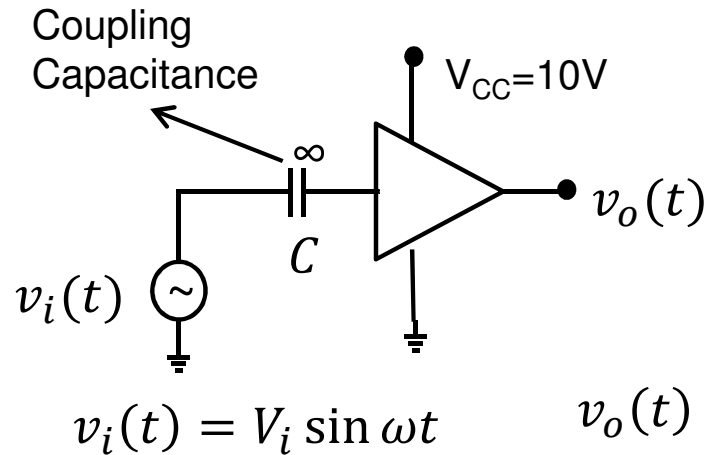 Coupling
Capacitance
V_CC=10V
∞
v_o(t)
C
v_i(t)
~
v_i(t) = V_i sin ωt
v_o(t)